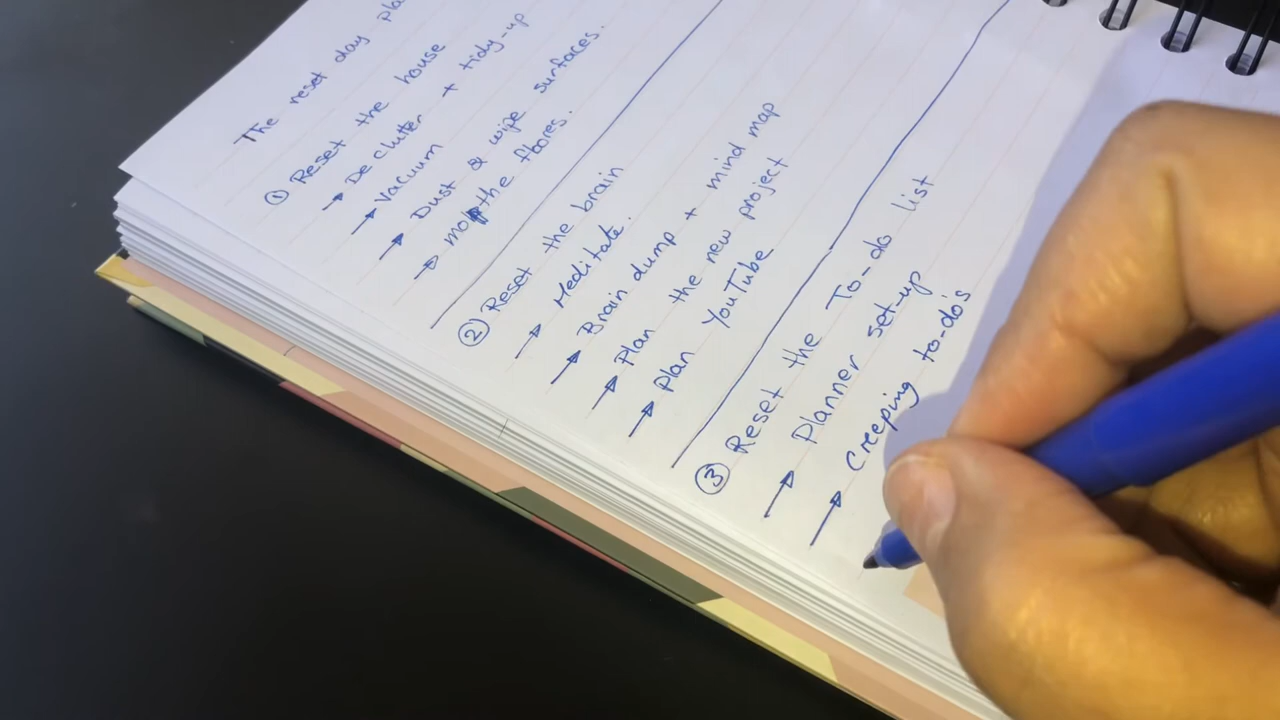 The reset day
① Reset the house
→ De clutter + tidy-up
→ Vacuum
→ Dust & wipe surfaces.
→ mop the floors.
② Reset the brain
→ Meditate.
→ Brain dump + mind map
→ Plan the new project
→ Plan YouTube
③ Reset the To-do list
→ Planner set-up
→ Creeping to-do's